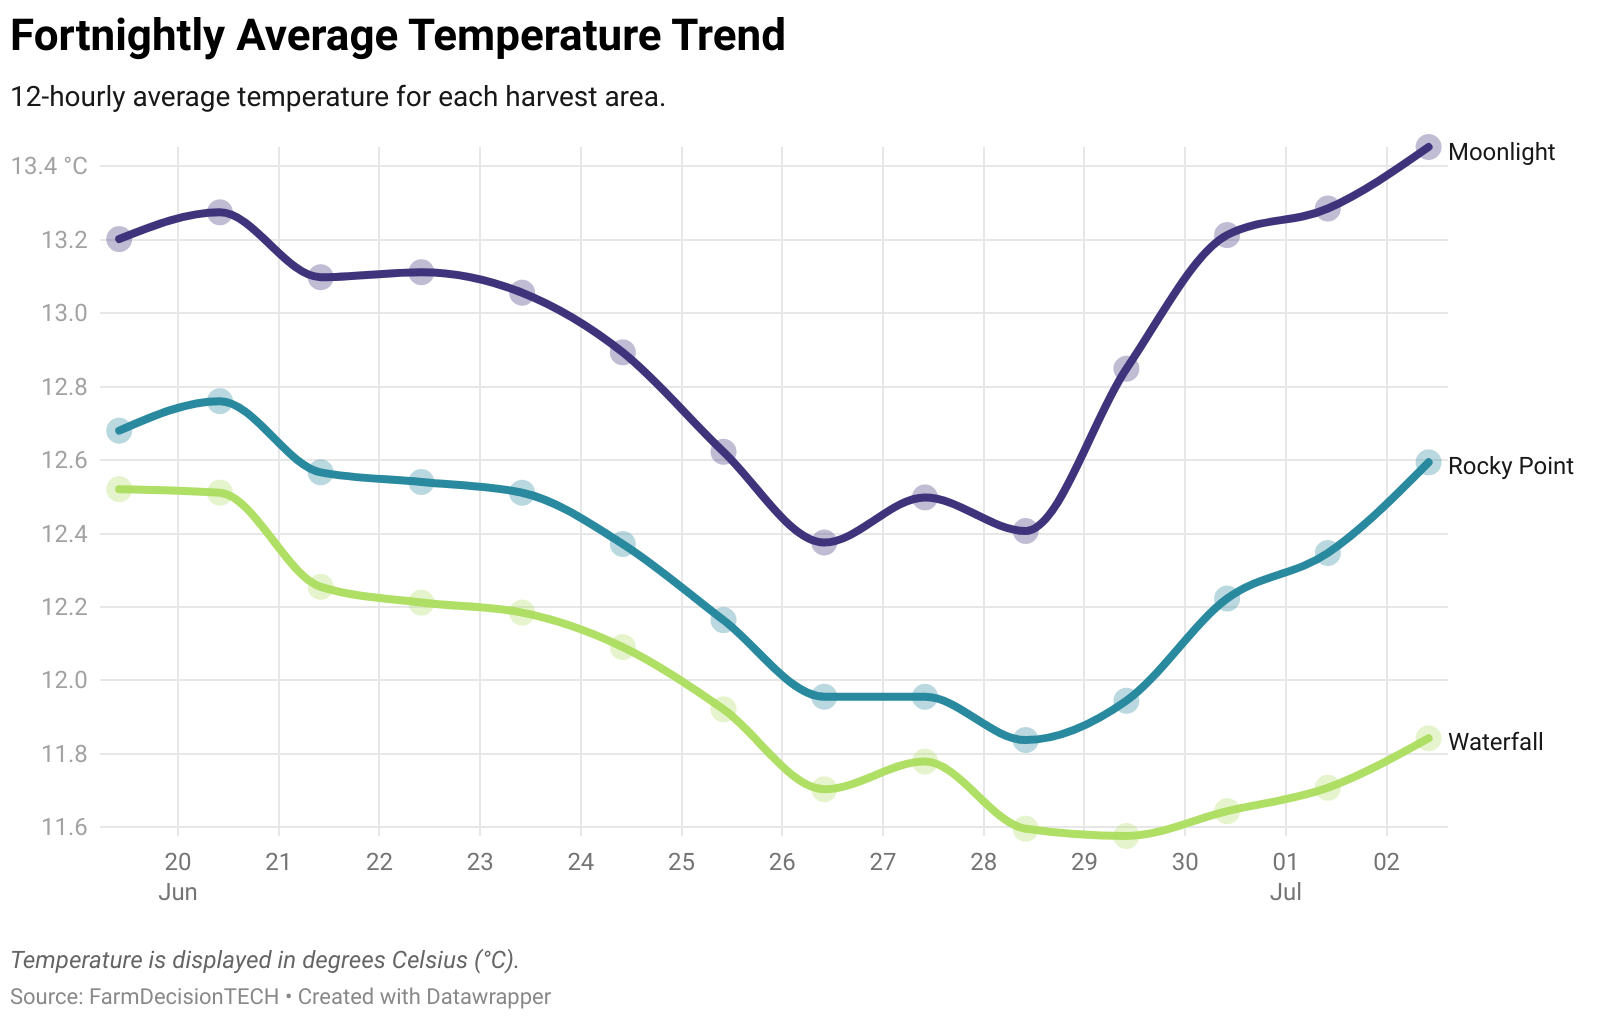 Fortnightly Average Temperature Trend
12-hourly average temperature for each harvest area.
13.4 °C
13.2
13.0
12.8
12.6
12.4
12.2
12.0
11.8
11.6
Moonlight
Rocky Point
Waterfall
20 21 22 23 24 25 26 27 28 29 30 01 02
Jun Jul
Temperature is displayed in degrees Celsius (°C).
Source: FarmDecisionTECH • Created with Datawrapper